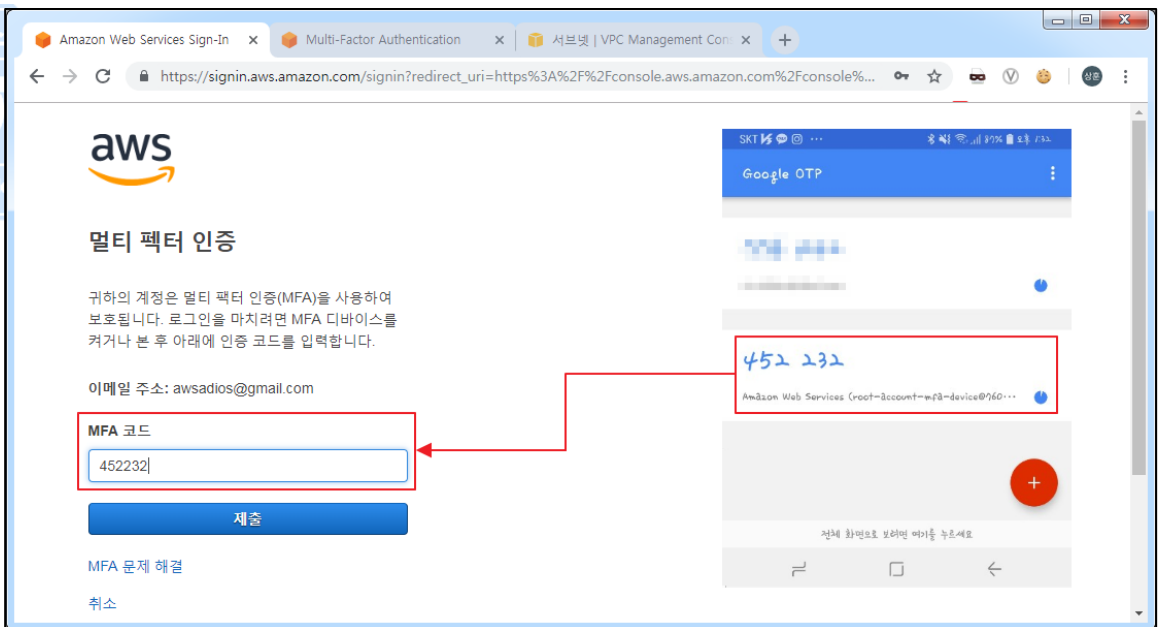 Amazon Web Services Sign-In
Multi-Factor Authentication
서브넷 | VPC Management Con
https://signin.aws.amazon.com/signin?redirect_uri=https%3A%2F%2Fconsole.aws.amazon.com%2Fconsole%...
상훈
aws
멀티 펙터 인증
귀하의 계정은 멀티 팩터 인증(MFA)을 사용하여
보호됩니다. 로그인을 마치려면 MFA 디바이스를
켜거나 본 후 아래에 인증 코드를 입력합니다.
이메일 주소: awsadios@gmail.com
MFA 코드
452232
제출
MFA 문제 해결
취소
SKT
87% 오후 7:32
Google OTP
452 232
Amazon Web Services (root-account-mfa-device@760...
전체 화면으로 보려면 여기를 누르세요